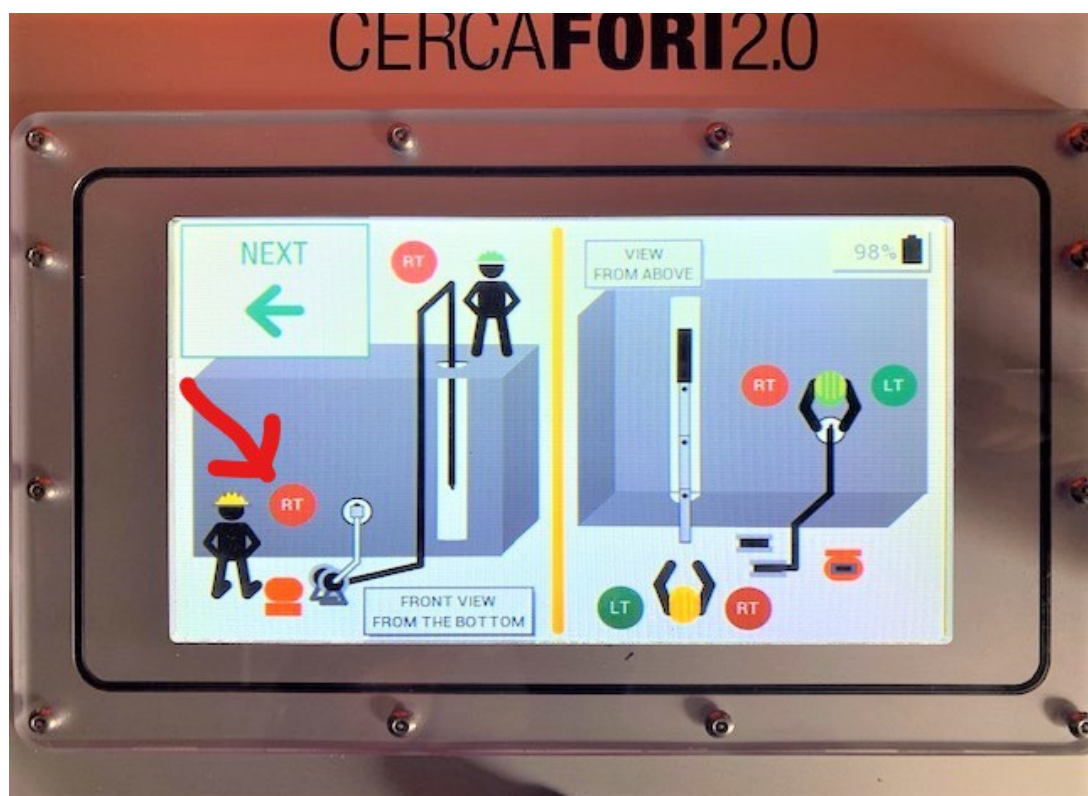 CERCAFORI2.0
NEXT
RT
RT
FRONT VIEW
FROM THE BOTTOM
VIEW
FROM ABOVE
98%
RT
LT
LT
RT